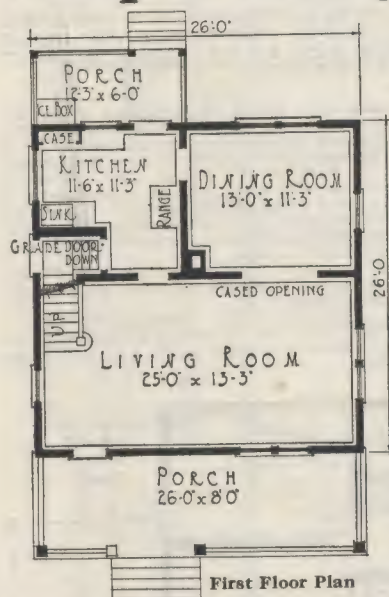 26'-0"
PORCH
12'-3" x 6'-0"
ICE BOX
CASE
KITCHEN
11'-6" x 11'-3"
DINING ROOM
13'-0" x 11'-3"
SINK
RANGE
GRADE DOOR
DOWN
CASED OPENING
26'-0"
UP
LIVING ROOM
25'-0" x 13'-3"
PORCH
26'-0" x 8'0"
First Floor Plan